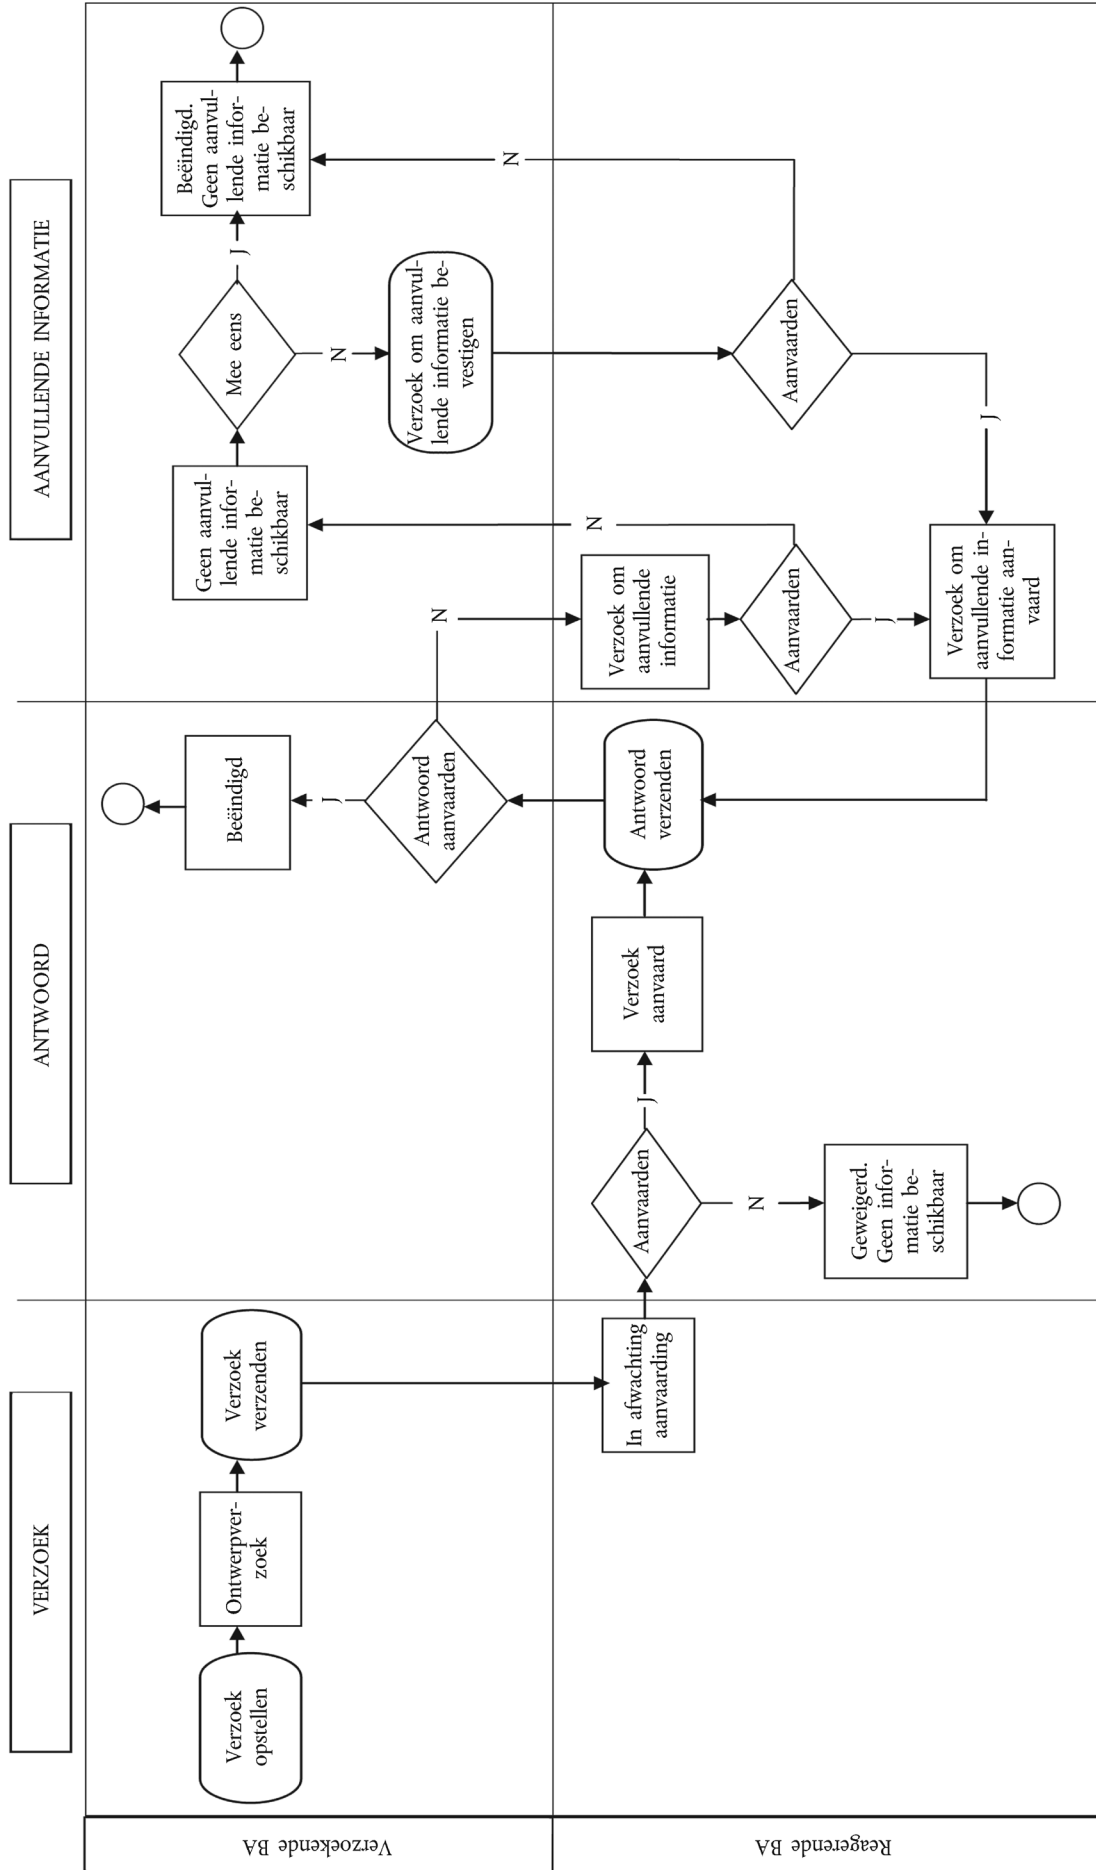 VERZOEK
ANTWOORD
AANVULLENDE INFORMATIE
Verzoekende BA
Verzoek
opstellen
Ontwerpver-
zoek
Verzoek
verzenden
Beëindigd
J
Antwoord
aanvaarden
N
Geen aanvul-
lende infor-
matie be-
schikbaar
Mee eens
J
Beëindigd.
Geen aanvul-
lende infor-
matie be-
schikbaar
N
Verzoek om aanvul-
lende informatie be-
vestigen
Reagerende BA
In afwachting
aanvaarding
Aanvaarden
J
Verzoek
aanvaard
Antwoord
verzenden
N
Geweigerd.
Geen infor-
matie be-
schikbaar
Verzoek om
aanvullende
informatie
Aanvaarden
N
J
Verzoek om
aanvullende in-
formatie aan-
vaard
Aanvaarden
N
J